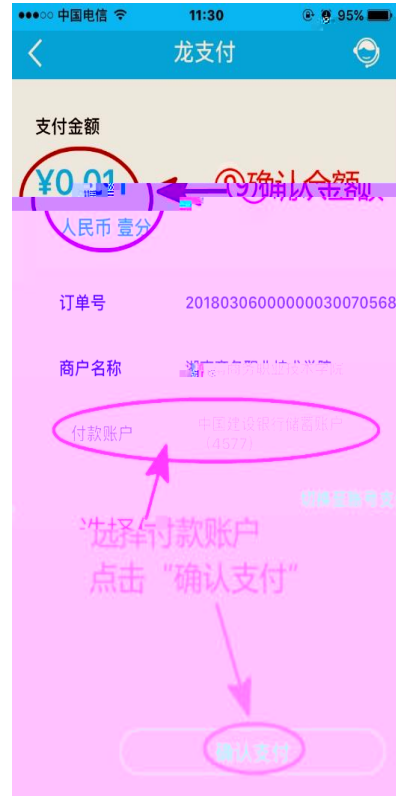 中国电信 11:30 95%
龙支付
支付金额
¥0.01
确认金额
人民币 壹分
订单号 20180306000000030070568
商户名称
付款账户 中国建设银行储蓄账户
(4577)
选择付款账户
点击“确认支付”
确认支付